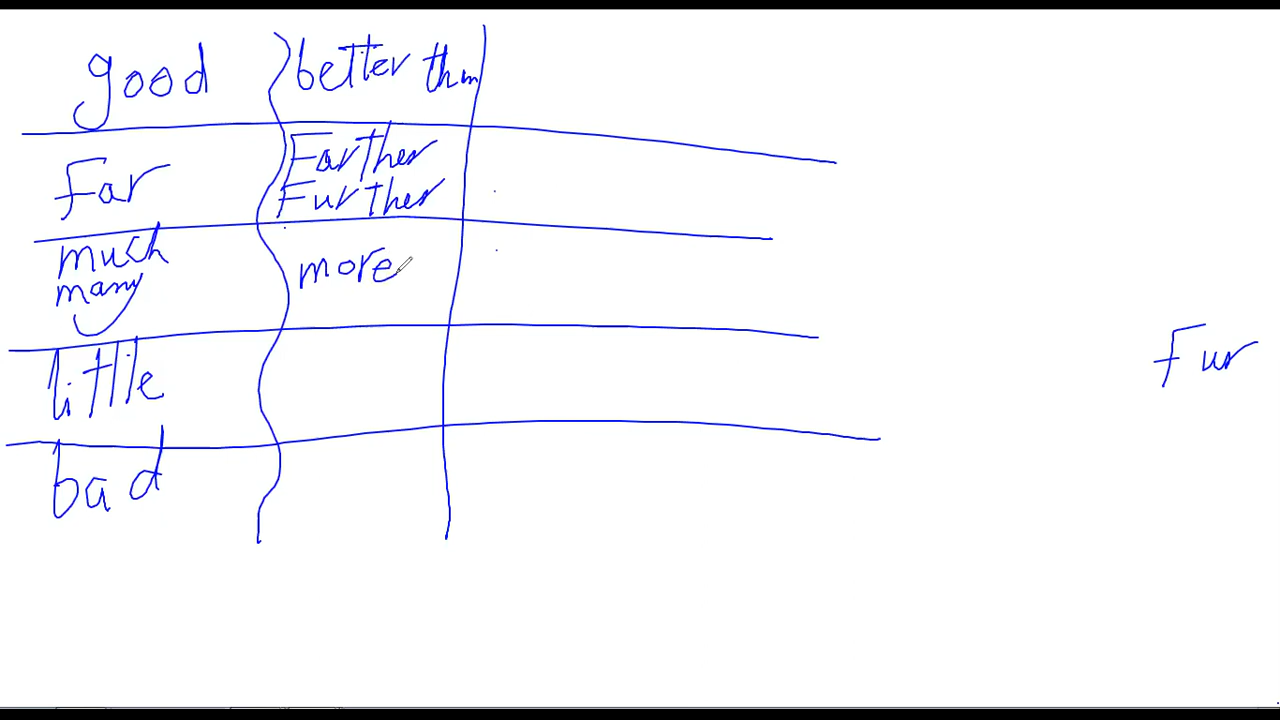 good better than
Far Farther
Further
much more
many
little
bad
Fur